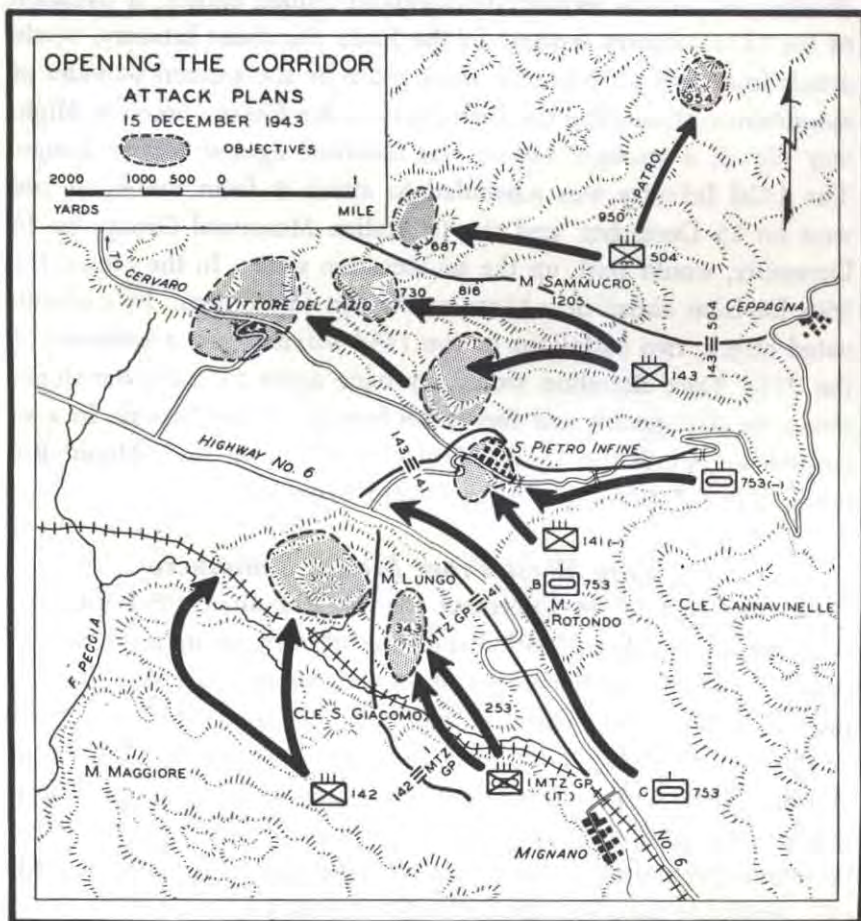 OPENING THE CORRIDOR
ATTACK PLANS
15 DECEMBER 1943
OBJECTIVES
2000 1000 500 0 1
YARDS MILE
954
PATROL
950
504
687
TO CERVARO
M. SAMMUCRO
816
1205
1730
S. VITTORE DEL LAZIO
CEPPAGNA
504
143
143
HIGHWAY No. 6
143
141
S. PIETRO INFINE
753(-)
141(-)
B 753
M. ROTONDO
CLE. CANNAVINELLE
M. LUNGO
141
MTZ GP
343
F. PECCIA
CLE S. GIACOMO
253
M. MAGGIORE
142
1
MTZ
GP
142
1 MTZ GP
(IT.)
C 753
MIGNANO
No. 6